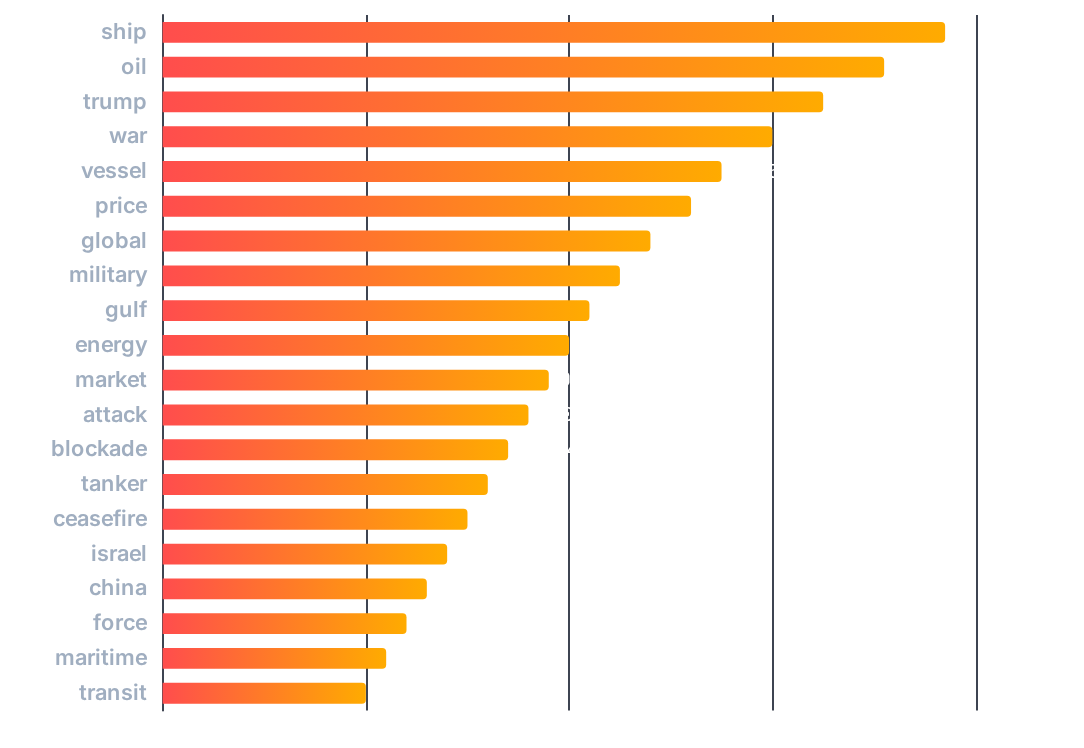 ship
oil
trump
war
vessel
price
global
military
gulf
energy
market
attack
blockade
tanker
ceasefire
israel
china
force
maritime
transit